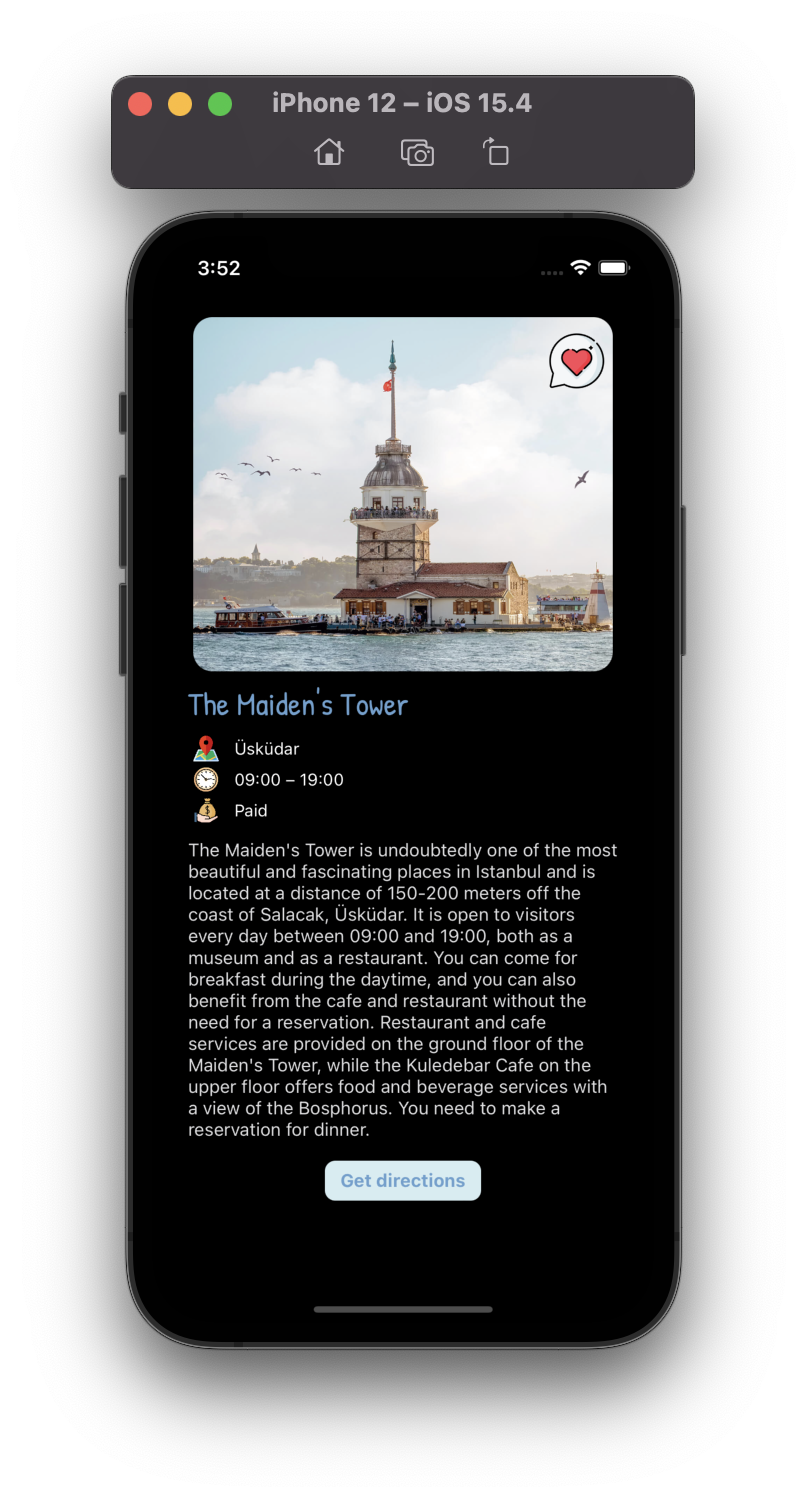 iPhone 12 – iOS 15.4
3:52
The Maiden's Tower
Üsküdar
09:00 – 19:00
Paid
The Maiden's Tower is undoubtedly one of the most
beautiful and fascinating places in Istanbul and is
located at a distance of 150-200 meters off the
coast of Salacak, Üsküdar. It is open to visitors
every day between 09:00 and 19:00, both as a
museum and as a restaurant. You can come for
breakfast during the daytime, and you can also
benefit from the cafe and restaurant without the
need for a reservation. Restaurant and cafe
services are provided on the ground floor of the
Maiden's Tower, while the Kuledebar Cafe on the
upper floor offers food and beverage services with
a view of the Bosphorus. You need to make a
reservation for dinner.
Get directions